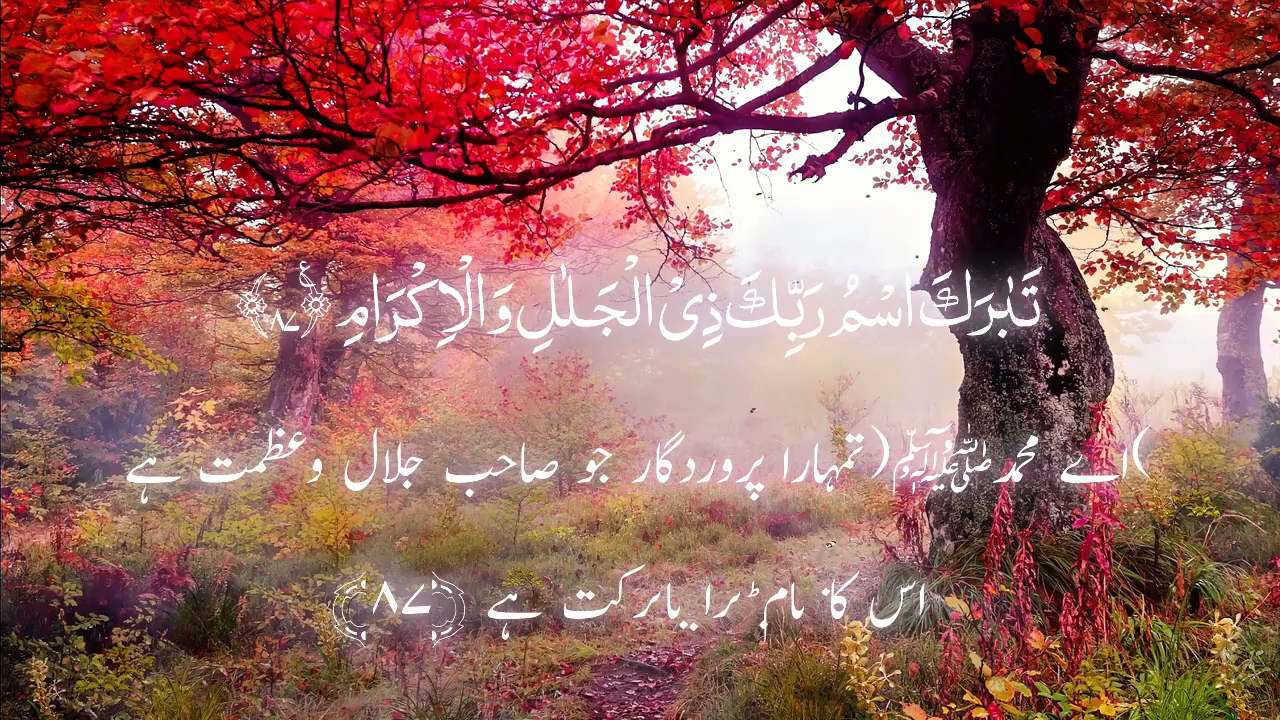 تَبٰرَكَ اسْمُ رَبِّكَ ذِی الْجَلٰلِ وَالْاِكْرَامِ ﴿۷۸﴾ ع
)اے محمدﷺ( تمہارا پروردگار جو صاحب جلال وعظمت ہے
اس کا نام بڑا بابرکت ہے ﴿۷۸﴾